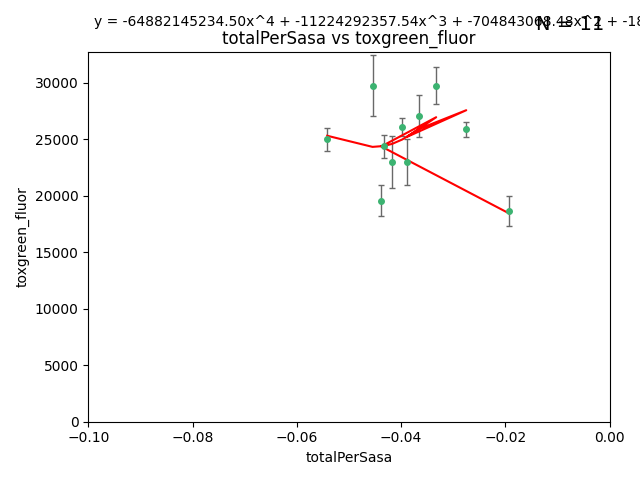 y = -64882145234.50x^4 + -11224292357.54x^3 + -704843068.48x^2 + -18
N = 11
totalPerSasa vs toxgreen_fluor
toxgreen_fluor
30000
25000
20000
15000
10000
5000
0
−0.10
−0.08
−0.06
−0.04
−0.02
0.00
totalPerSasa